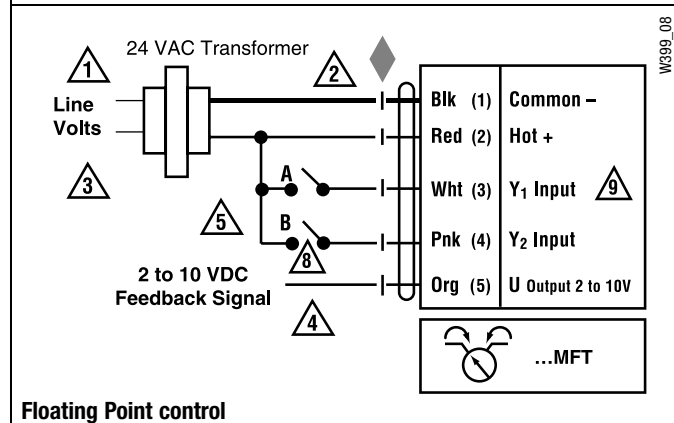 W399_08
24 VAC Transformer
1
2
Line
Volts
3
Blk (1) Common –
Red (2) Hot +
A
Wht (3) Y₁ Input
9
5
B
Pnk (4) Y₂ Input
8
2 to 10 VDC
Feedback Signal
Org (5) U Output 2 to 10V
4
...MFT
Floating Point control